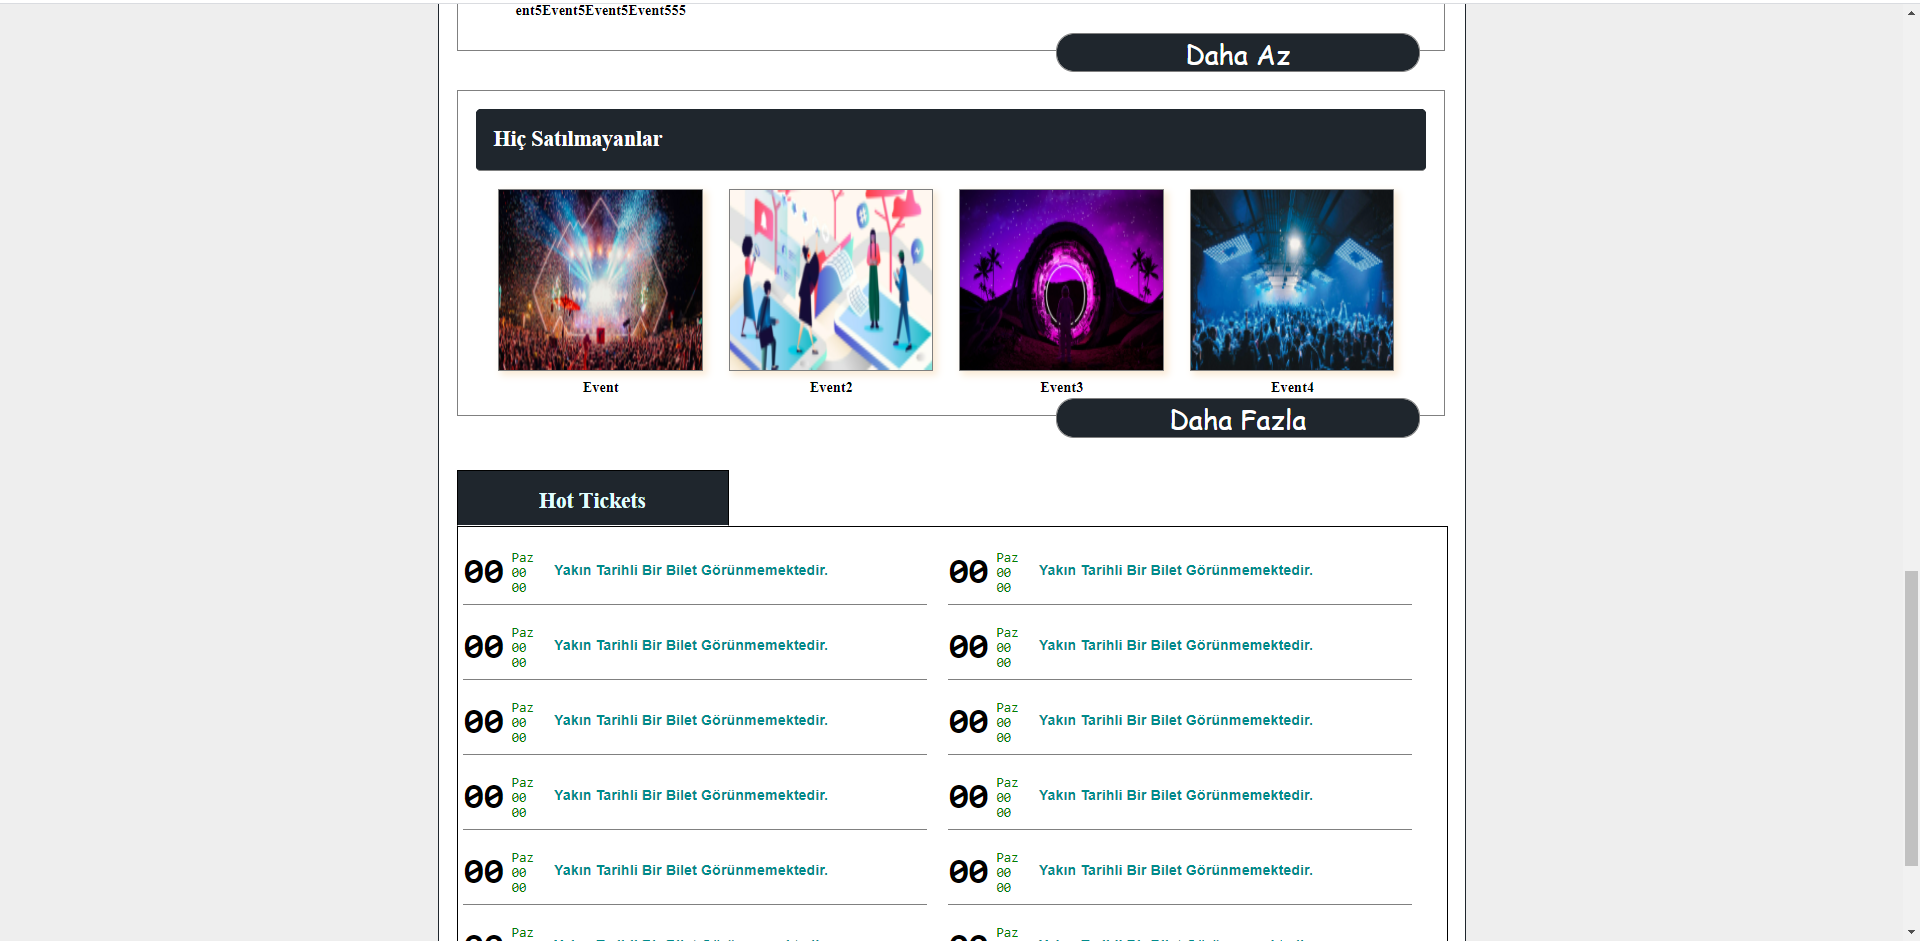 ent5Event5Event5Event555
Daha Az
Hiç Satılmayanlar
Event Event2 Event3 Event4
Daha Fazla
Hot Tickets
00 Paz 00 00 Yakın Tarihli Bir Bilet Görünmemektedir.
00 Paz 00 00 Yakın Tarihli Bir Bilet Görünmemektedir.
00 Paz 00 00 Yakın Tarihli Bir Bilet Görünmemektedir.
00 Paz 00 00 Yakın Tarihli Bir Bilet Görünmemektedir.
00 Paz 00 00 Yakın Tarihli Bir Bilet Görünmemektedir.
00 Paz 00 00 Yakın Tarihli Bir Bilet Görünmemektedir.
00 Paz 00 00 Yakın Tarihli Bir Bilet Görünmemektedir.
00 Paz 00 00 Yakın Tarihli Bir Bilet Görünmemektedir.
00 Paz 00 00 Yakın Tarihli Bir Bilet Görünmemektedir.
00 Paz 00 00 Yakın Tarihli Bir Bilet Görünmemektedir.
Paz
Paz